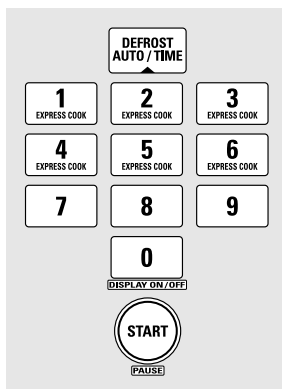 DEFROST
AUTO / TIME
1 2 3
EXPRESS COOK EXPRESS COOK EXPRESS COOK
4 5 6
EXPRESS COOK EXPRESS COOK EXPRESS COOK
7 8 9
0
DISPLAY ON/OFF
START
PAUSE